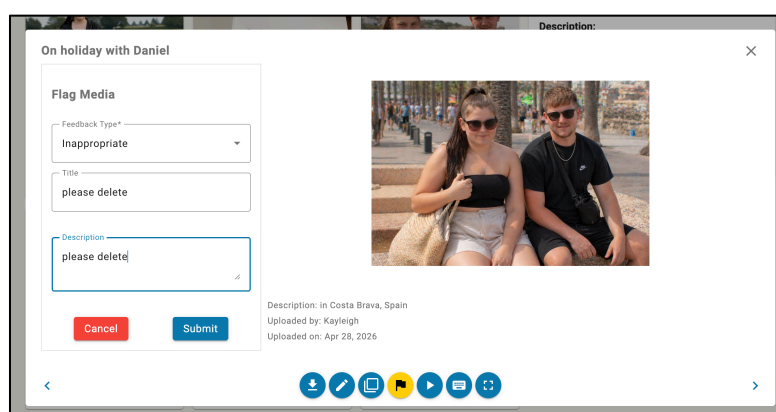 Description:
On holiday with Daniel
Flag Media
Feedback Type*
Inappropriate
Title
please delete
Description
please delete
Cancel
Submit
Description: in Costa Brava, Spain
Uploaded by: Kayleigh
Uploaded on: Apr 28, 2026